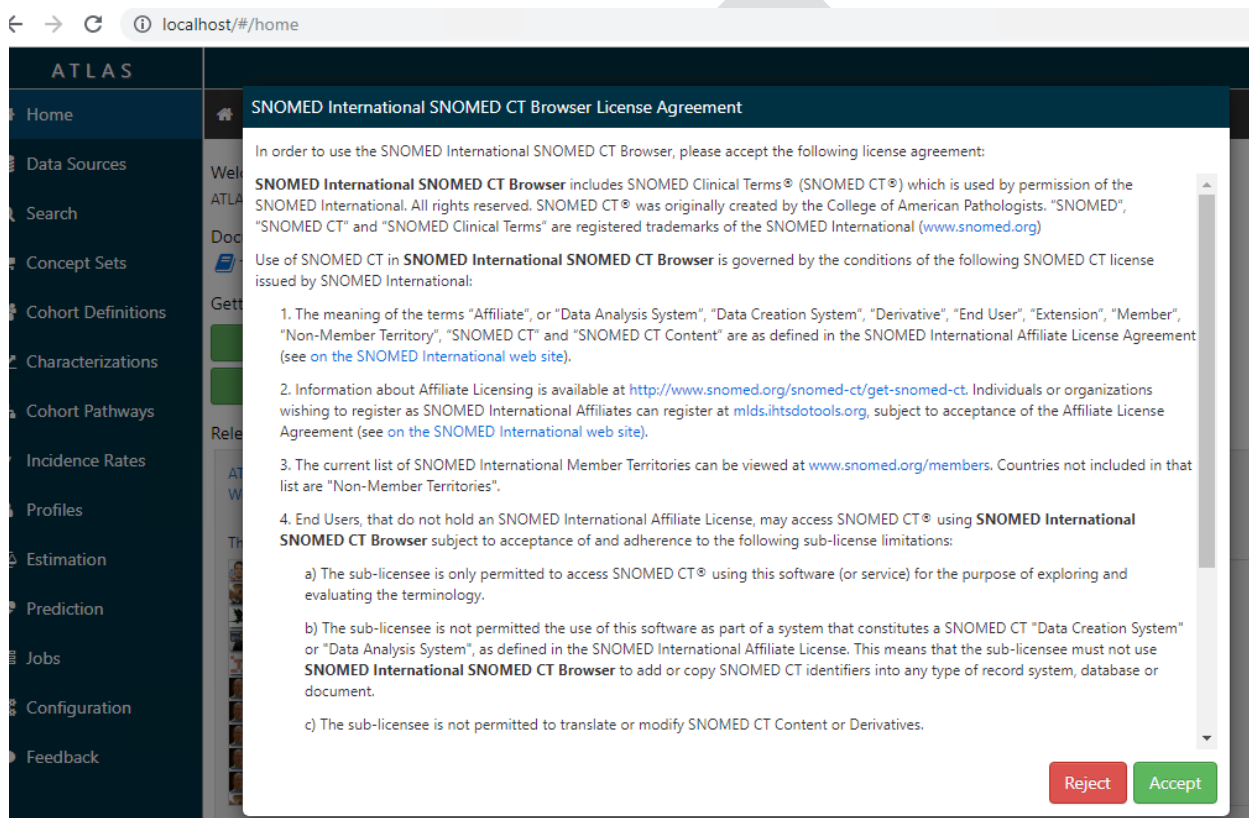 localhost/#/home
ATLAS
Home
Data Sources
Search
Concept Sets
Cohort Definitions
Characterizations
Cohort Pathways
Incidence Rates
Profiles
Estimation
Prediction
Jobs
Configuration
Feedback
Wel
ATLA
Doc
Gett
Rele
AT
W
Th
SNOMED International SNOMED CT Browser License Agreement
In order to use the SNOMED International SNOMED CT Browser, please accept the following license agreement:
SNOMED International SNOMED CT Browser includes SNOMED Clinical Terms® (SNOMED CT®) which is used by permission of the
SNOMED International. All rights reserved. SNOMED CT® was originally created by the College of American Pathologists. “SNOMED”,
“SNOMED CT” and “SNOMED Clinical Terms” are registered trademarks of the SNOMED International (www.snomed.org)
Use of SNOMED CT in SNOMED International SNOMED CT Browser is governed by the conditions of the following SNOMED CT license
issued by SNOMED International:
1. The meaning of the terms “Affiliate”, or “Data Analysis System”, “Data Creation System”, “Derivative”, “End User”, “Extension”, “Member”,
“Non-Member Territory”, “SNOMED CT” and “SNOMED CT Content” are as defined in the SNOMED International Affiliate License Agreement
(see on the SNOMED International web site).
2. Information about Affiliate Licensing is available at http://www.snomed.org/snomed-ct/get-snomed-ct. Individuals or organizations
wishing to register as SNOMED International Affiliates can register at mlds.ihtsdotools.org, subject to acceptance of the Affiliate License
Agreement (see on the SNOMED International web site).
3. The current list of SNOMED International Member Territories can be viewed at www.snomed.org/members. Countries not included in that
list are "Non-Member Territories".
4. End Users, that do not hold an SNOMED International Affiliate License, may access SNOMED CT® using SNOMED International
SNOMED CT Browser subject to acceptance of and adherence to the following sub-license limitations:
a) The sub-licensee is only permitted to access SNOMED CT® using this software (or service) for the purpose of exploring and
evaluating the terminology.
b) The sub-licensee is not permitted the use of this software as part of a system that constitutes a SNOMED CT "Data Creation System"
or "Data Analysis System", as defined in the SNOMED International Affiliate License. This means that the sub-licensee must not use
SNOMED International SNOMED CT Browser to add or copy SNOMED CT identifiers into any type of record system, database or
document.
c) The sub-licensee is not permitted to translate or modify SNOMED CT Content or Derivatives.
Reject
Accept